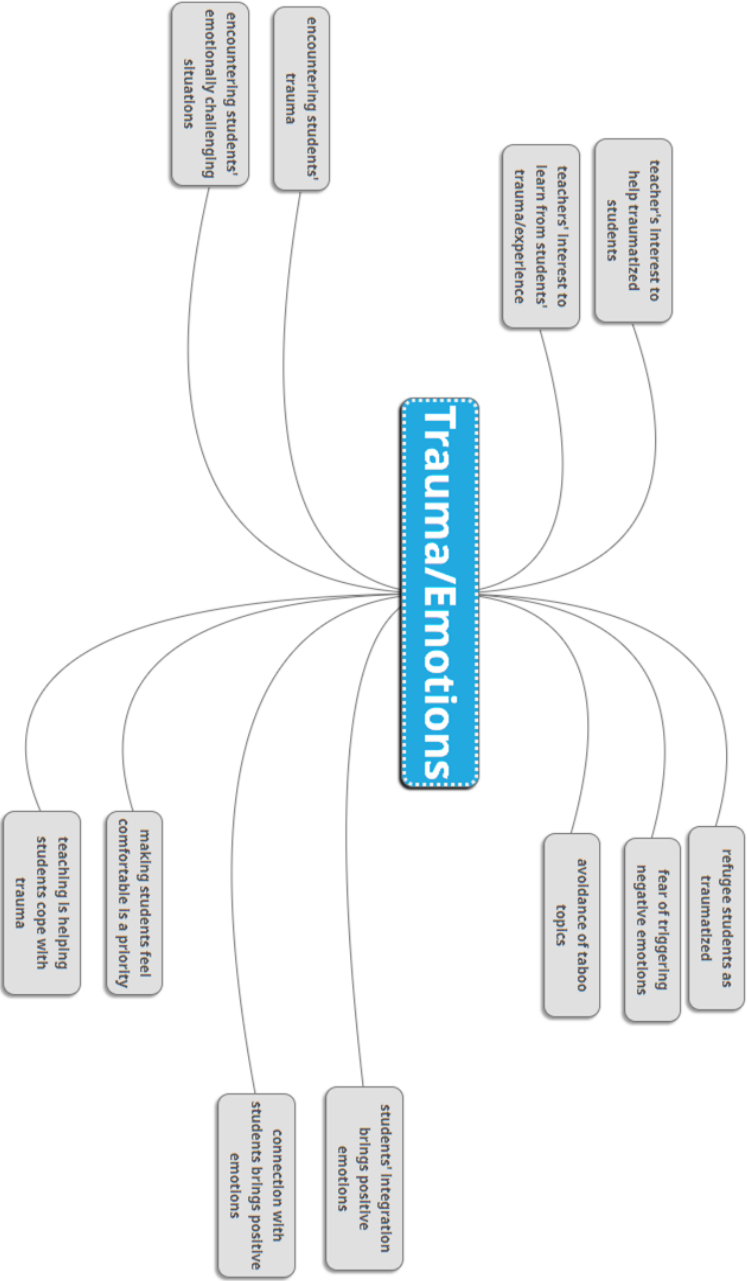 teacher's interest to
help traumatized
students
teachers' interest to
learn from students'
trauma/experience
encountering students'
trauma
encountering students'
emotionally challenging
situations
Trauma/Emotions
refugee students as
traumatized
fear of triggering
negative emotions
avoidance of taboo
topics
students' integration
brings positive
emotions
connection with
students brings positive
emotions
making students feel
comfortable is a priority
teaching is helping
students cope with
trauma